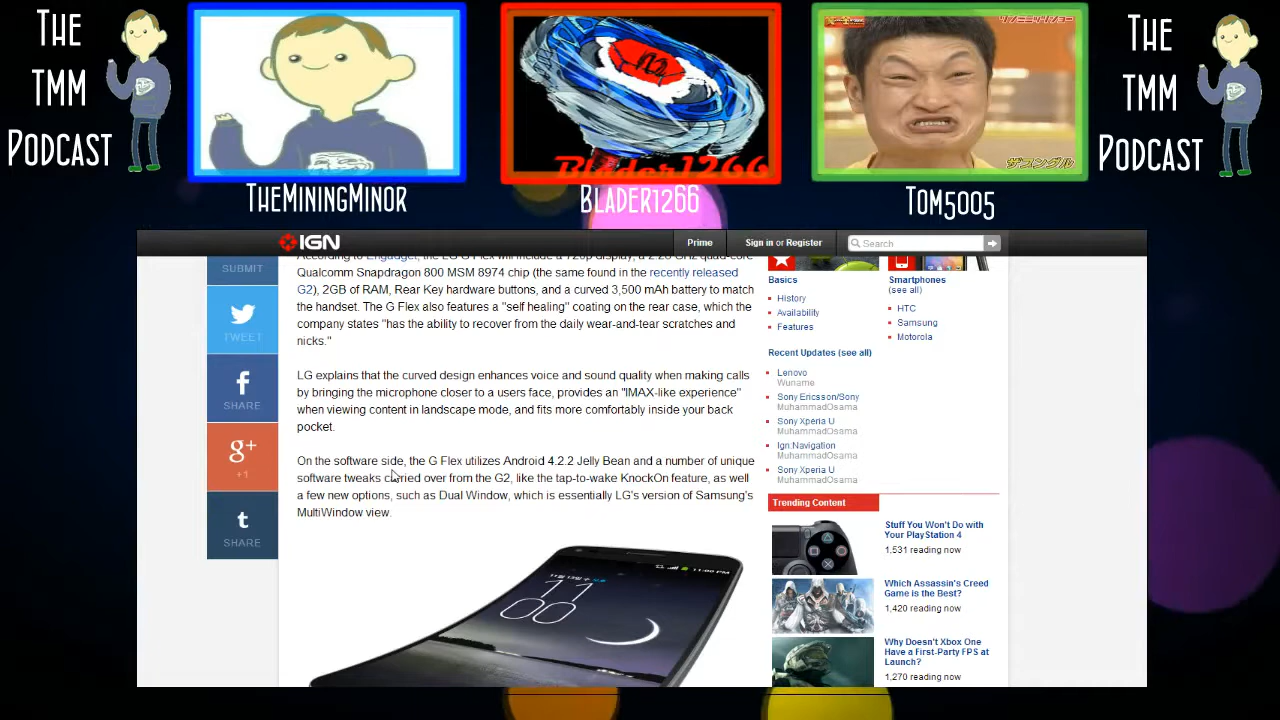 The
TMM
Podcast
TheMiningMinor
Blader1266
Blader1266
Tom5005
The
TMM
Podcast
IGN
Prime
Sign in or Register
Search
SUBMIT
TWEET
SHARE
g+
+1
t
SHARE
Qualcomm Snapdragon 800 MSM 8974 chip (the same found in the recently released
G2), 2GB of RAM, Rear Key hardware buttons, and a curved 3,500 mAh battery to match
the handset. The G Flex also features a "self healing" coating on the rear case, which the
company states "has the ability to recover from the daily wear-and-tear scratches and
nicks."
LG explains that the curved design enhances voice and sound quality when making calls
by bringing the microphone closer to a users face, provides an "IMAX-like experience"
when viewing content in landscape mode, and fits more comfortably inside your back
pocket.
On the software side, the G Flex utilizes Android 4.2.2 Jelly Bean and a number of unique
software tweaks carried over from the G2, like the tap-to-wake KnockOn feature, as well
a few new options, such as Dual Window, which is essentially LG's version of Samsung's
MultiWindow view.
11:00 PM
11
00
Basics
History
Availability
Features
Smartphones
(see all)
HTC
Samsung
Motorola
Recent Updates (see all)
Lenovo
Wuname
Sony Ericsson/Sony
MuhammadOsama
Sony Xperia U
MuhammadOsama
Ign:Navigation
MuhammadOsama
Sony Xperia U
MuhammadOsama
Trending Content
Stuff You Won't Do with
Your PlayStation 4
1,531 reading now
Which Assassin's Creed
Game is the Best?
1,420 reading now
Why Doesn't Xbox One
Have a First-Party FPS at
Launch?
1,270 reading now